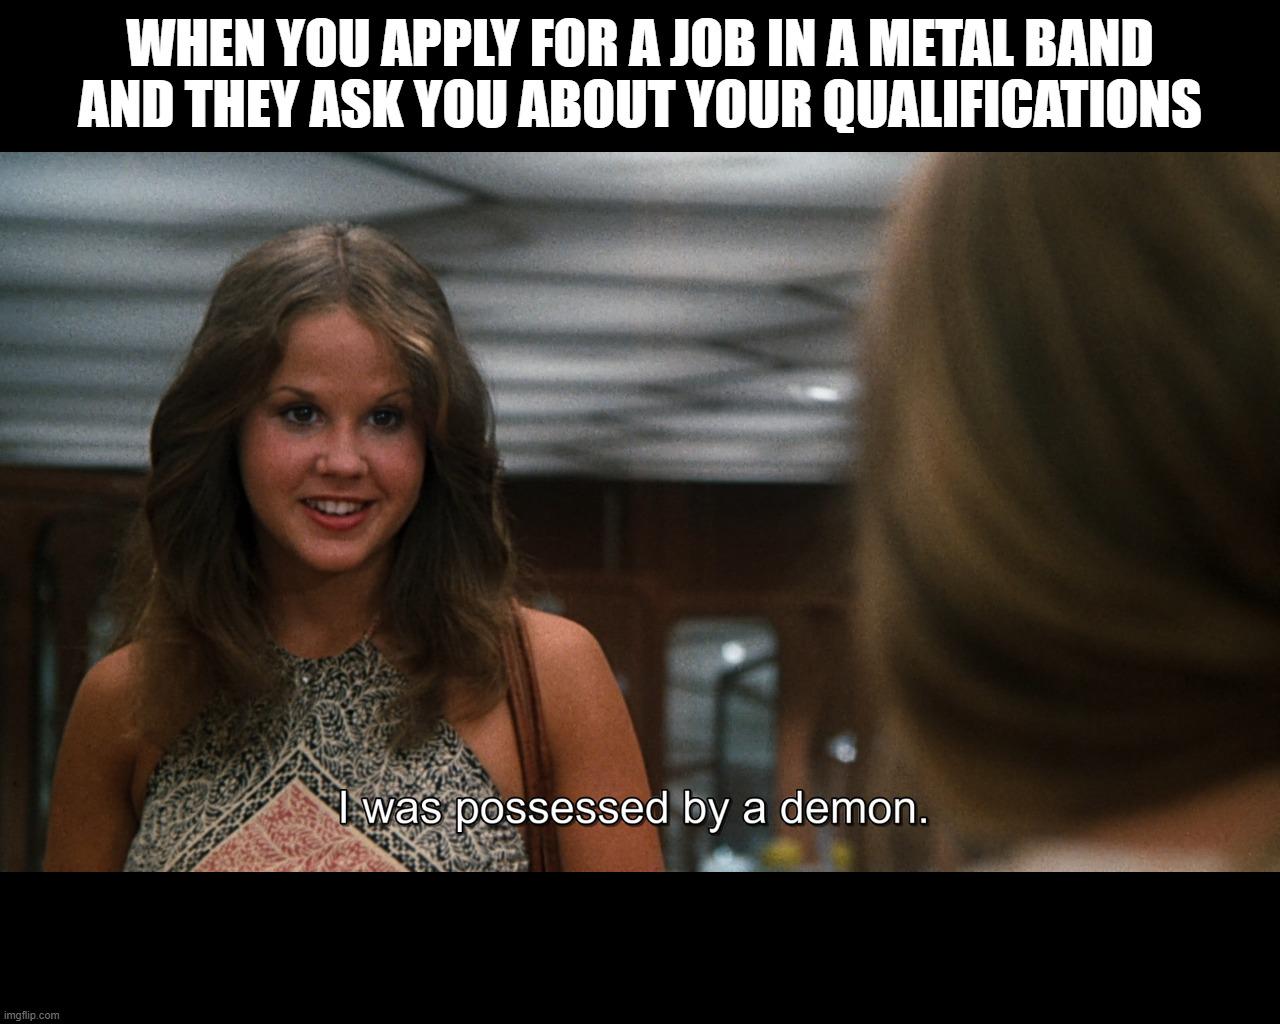 WHEN YOU APPLY FOR A JOB IN A METAL BAND
AND THEY ASK YOU ABOUT YOUR QUALIFICATIONS
I was possessed by a demon.
imgflip.com